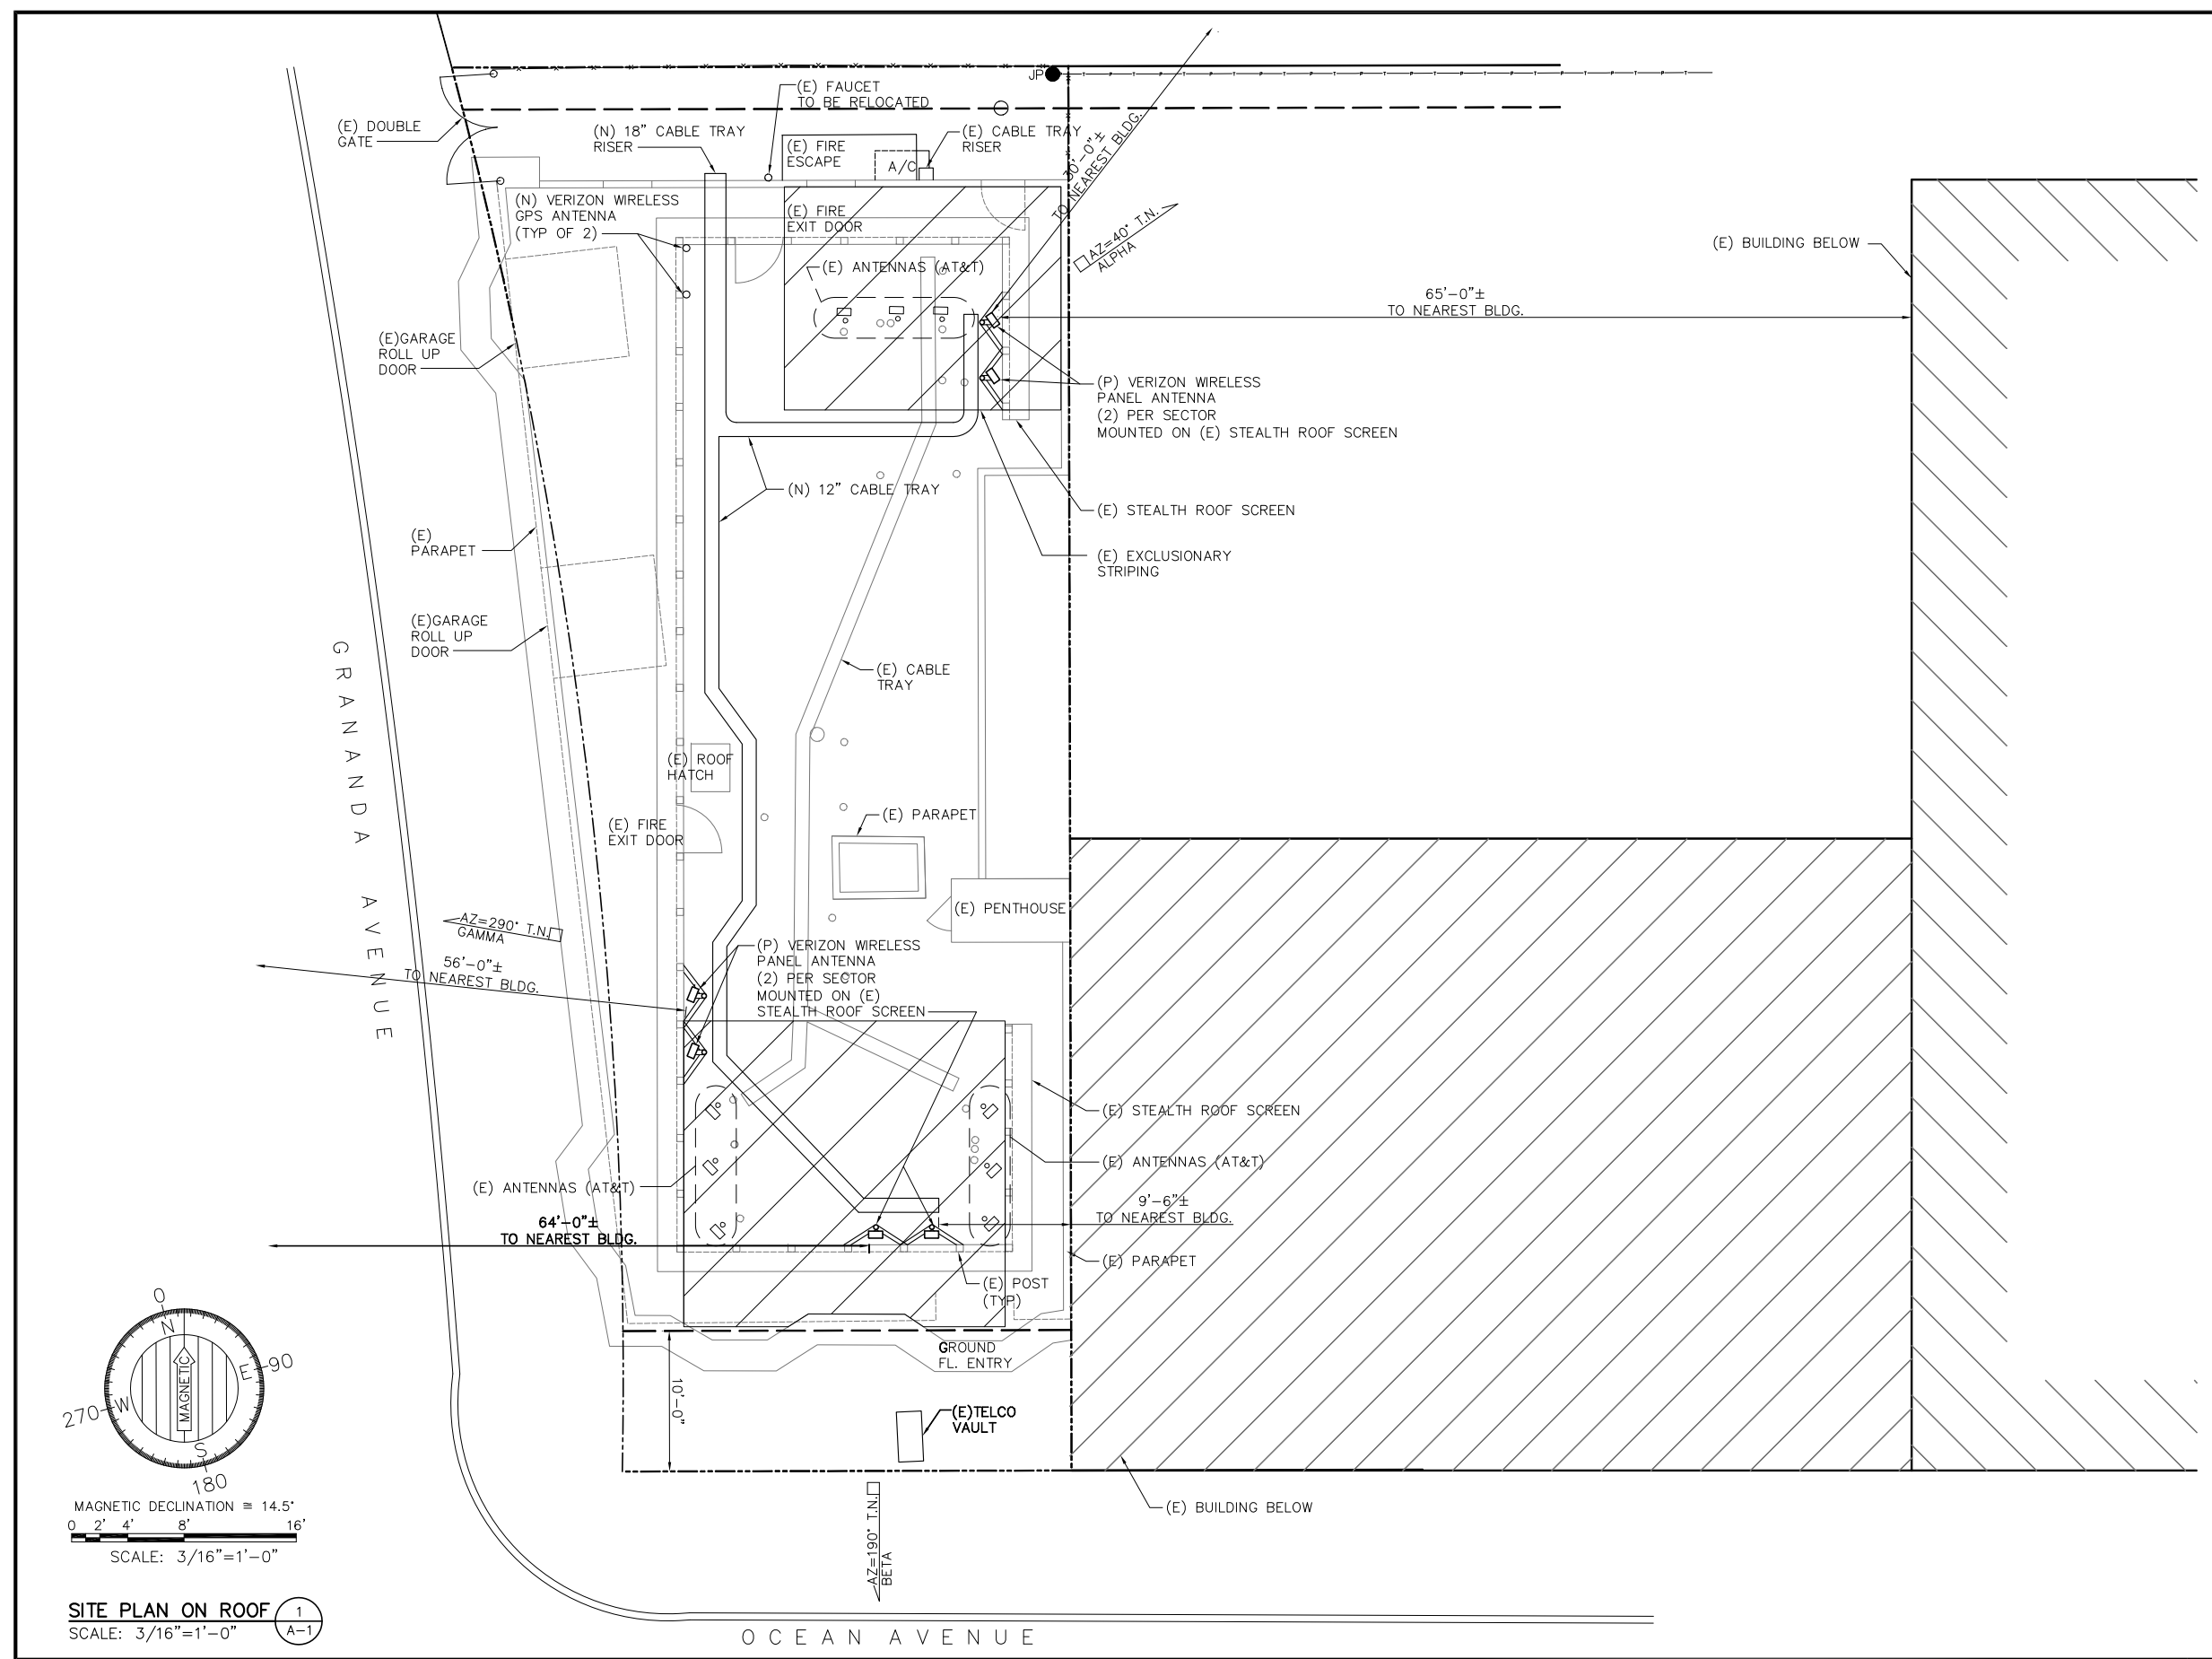 JP
(E) FAUCET
TO BE RELOCATED
30'-0"±
TO NEAREST BLDG.
(E) DOUBLE
GATE
(N) 18" CABLE TRAY
RISER
(E) FIRE
ESCAPE
A/C
(E) CABLE TRAY
RISER
(N) VERIZON WIRELESS
GPS ANTENNA
(TYP OF 2)
(E) FIRE
EXIT DOOR
AZ=40° T.N.
ALPHA
(E) BUILDING BELOW
(E) ANTENNAS (AT&T)
65'-0"±
TO NEAREST BLDG.
(E)GARAGE
ROLL UP
DOOR
(P) VERIZON WIRELESS
PANEL ANTENNA
(2) PER SECTOR
MOUNTED ON (E) STEALTH ROOF SCREEN
(N) 12" CABLE TRAY
(E) STEALTH ROOF SCREEN
(E)
PARAPET
(E) EXCLUSIONARY
STRIPING
(E)GARAGE
ROLL UP
DOOR
GRANANDA AVENUE
(E) CABLE
TRAY
(E) ROOF
HATCH
(E) PARAPET
(E) FIRE
EXIT DOOR
(E) PENTHOUSE
AZ=290° T.N.
GAMMA
56'-0"±
TO NEAREST BLDG.
(P) VERIZON WIRELESS
PANEL ANTENNA
(2) PER SECTOR
MOUNTED ON (E)
STEALTH ROOF SCREEN
(E) STEALTH ROOF SCREEN
(E) ANTENNAS (AT&T)
(E) ANTENNAS (AT&T)
9'-6"±
TO NEAREST BLDG.
64'-0"±
TO NEAREST BLDG.
(E) PARAPET
(E) POST
(TYP)
GROUND
FL. ENTRY
10'-0"
(E)TELCO
VAULT
0
N
E
90
MAGNETIC
270
W
S
180
MAGNETIC DECLINATION ≅ 14.5°
0 2' 4' 8' 16'
SCALE: 3/16"=1'-0"
(E) BUILDING BELOW
AZ=190° T.N.
BETA
SITE PLAN ON ROOF
SCALE: 3/16"=1'-0"
1
A-1
OCEAN AVENUE